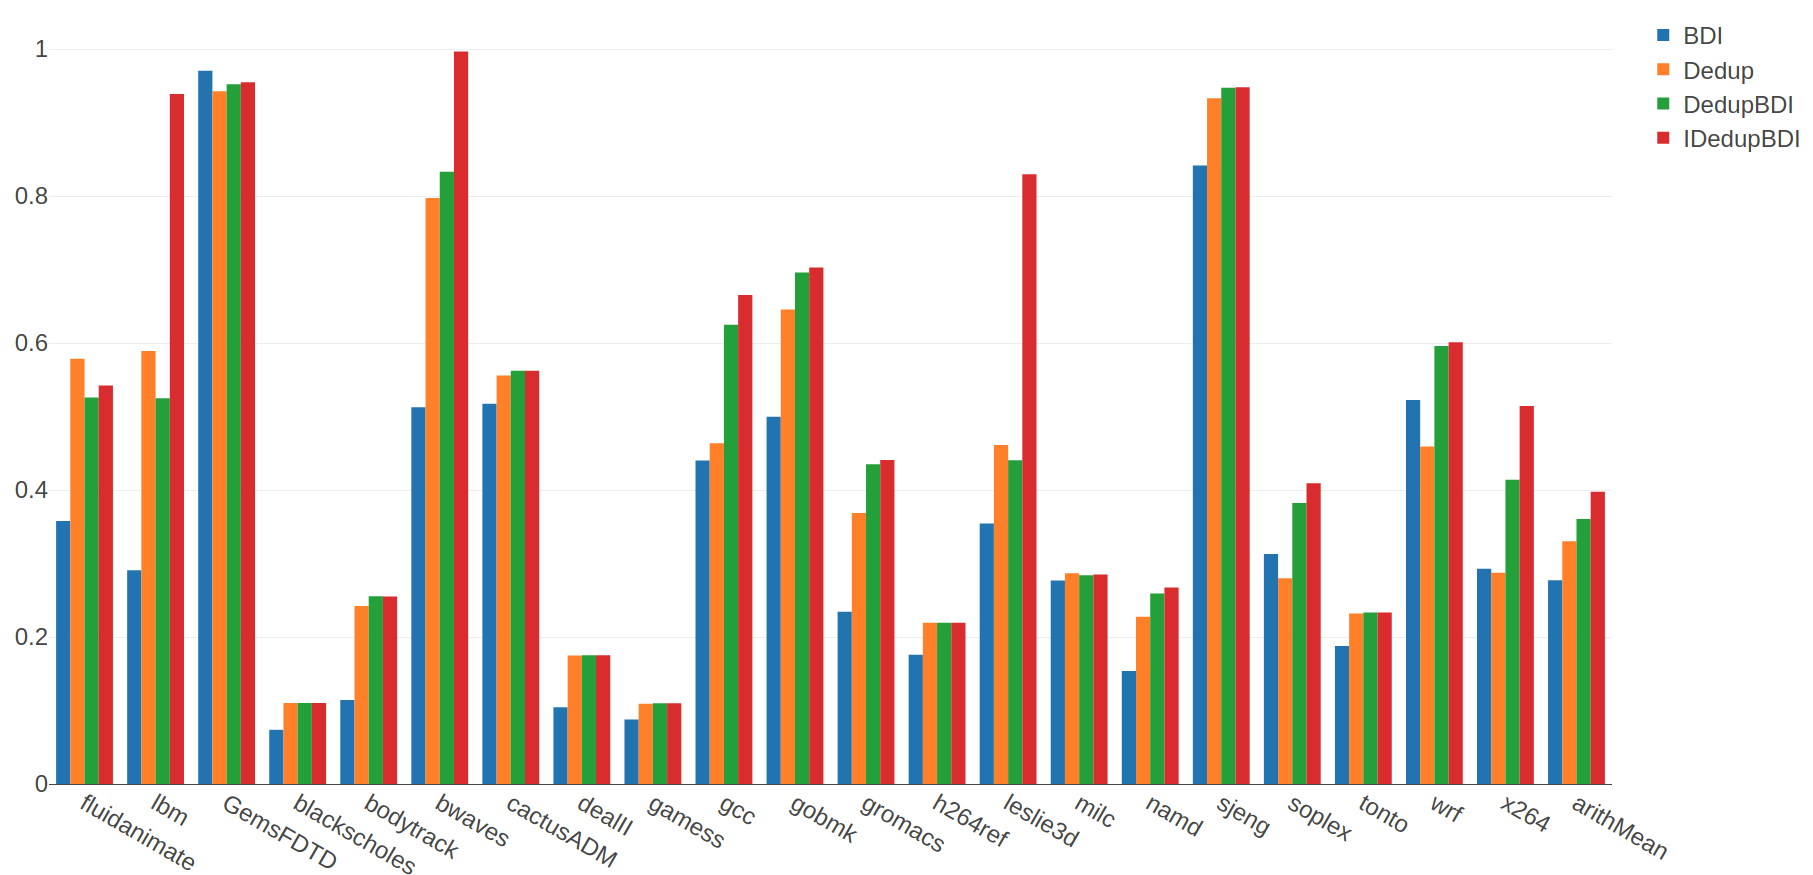 1
0.8
0.6
0.4
0.2
0
fluidanimate
lbm
GemsFDTD
blackscholes
bodytrack
bwaves
cactusADM
dealII
gamess
gcc
gobmk
gromacs
h264ref
leslie3d
milc
namd
sjeng
soplex
tonto
wrf
x264
arithMean
BDI
Dedup
DedupBDI
IDedupBDI